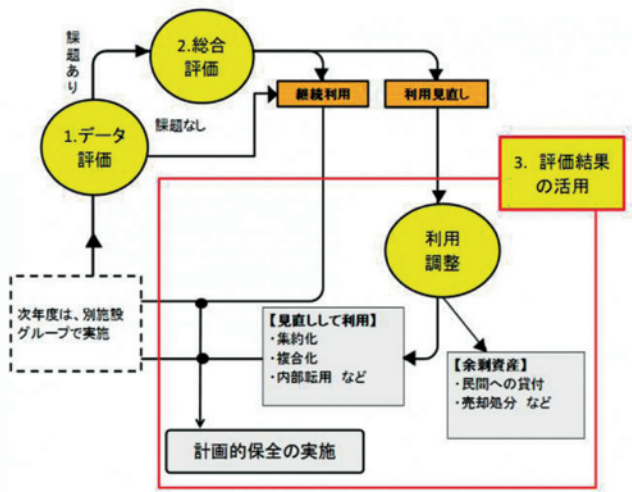 課題あり
2.総合
評価
継続利用
利用見直し
1.データ
評価
課題なし
3. 評価結果
の活用
利用
調整
次年度は、別施設
グループで実施
【見直しして利用】
・集約化
・複合化
・内部転用 など
【余剰資産】
・民間への貸付
・売却処分 など
計画的保全の実施